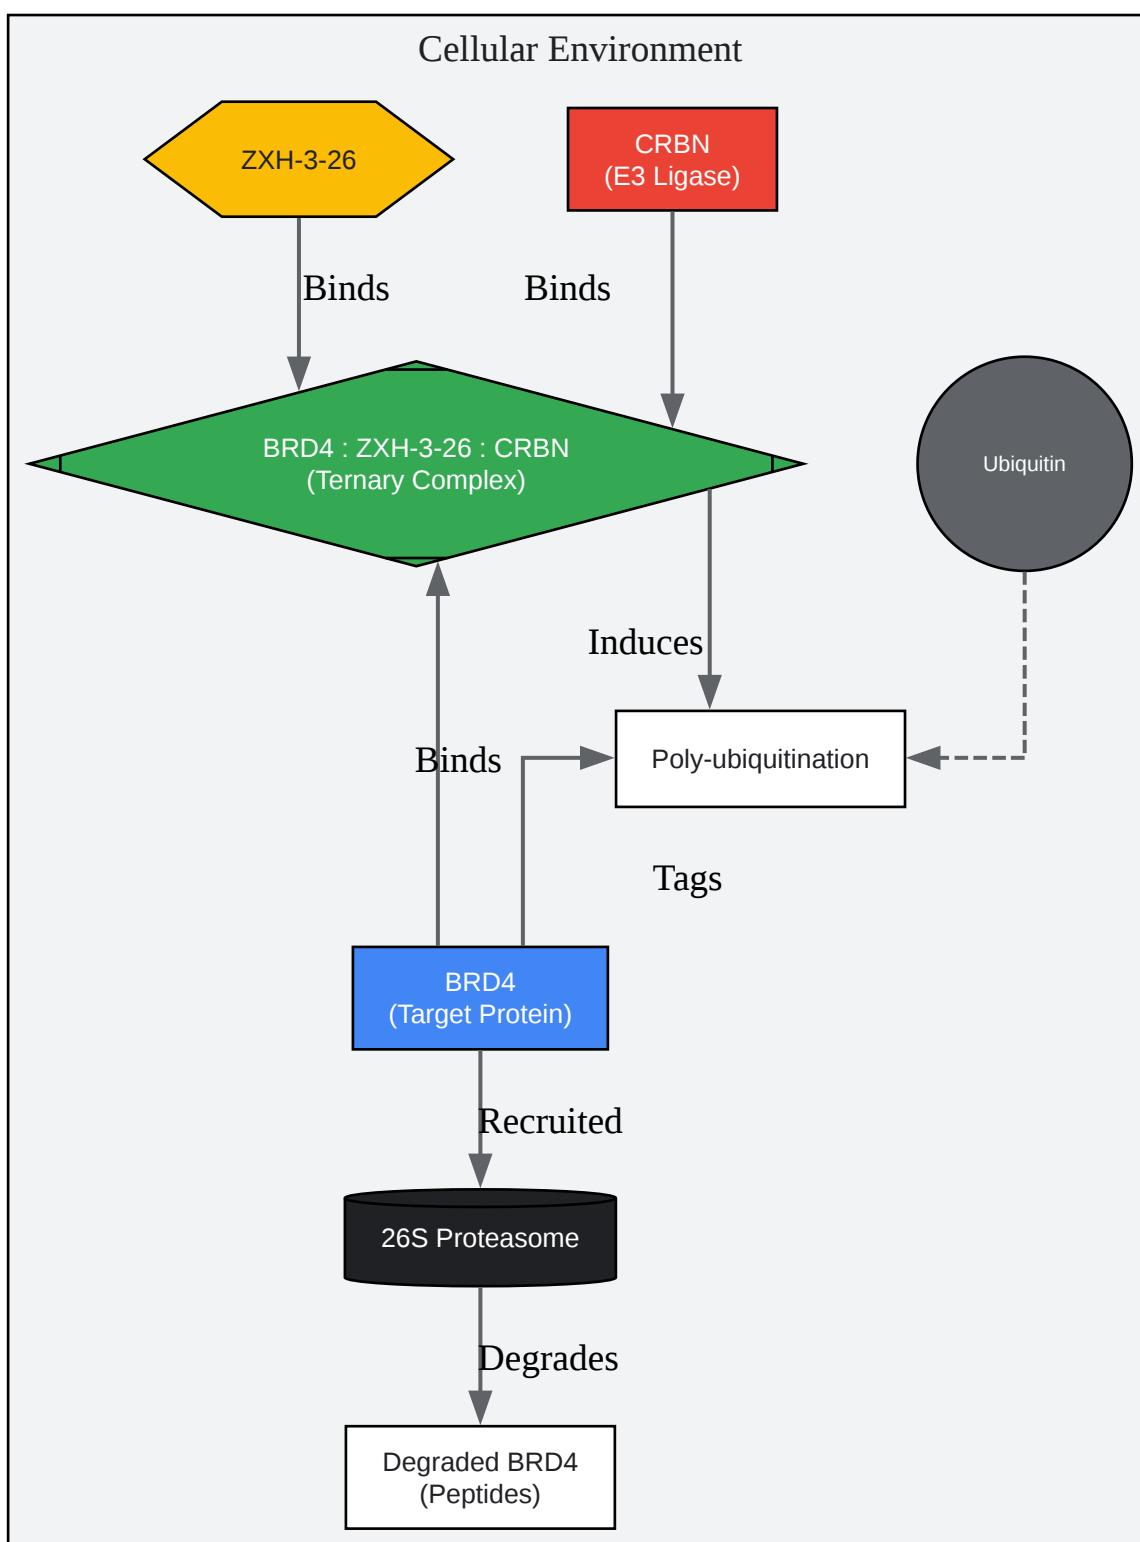 Cellular Environment
ZXH-3-26
CRBN
(E3 Ligase)
Binds
Binds
BRD4 : ZXH-3-26 : CRBN
(Ternary Complex)
Ubiquitin
Induces
Binds
Poly-ubiquitination
Tags
BRD4
(Target Protein)
Recruited
26S Proteasome
Degrades
Degraded BRD4
(Peptides)